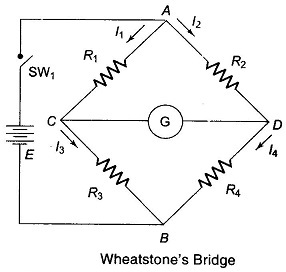 A
I₁
I₂
R₁
R₂
SW₁
C
G
D
E
I₃
I₄
R₃
R₄
B
Wheatstone's Bridge